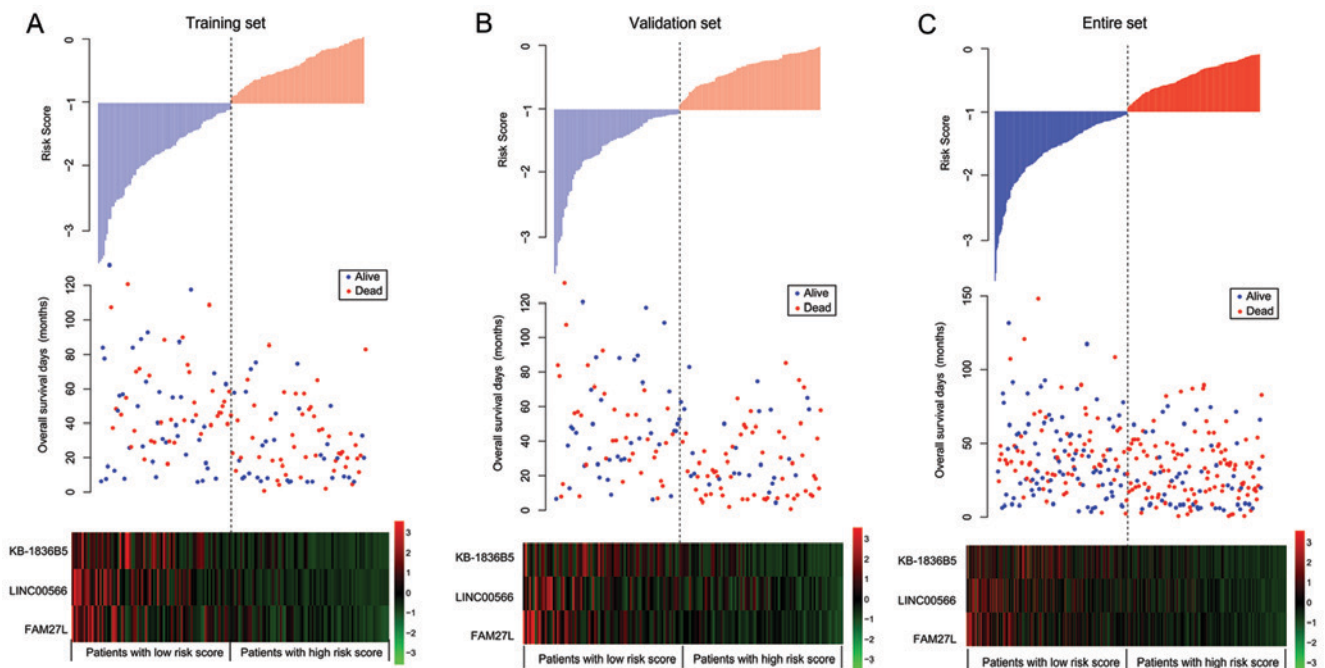 A
Training set
Risk Score
0
−1
−2
−3
Alive
Dead
Overall survival days (months)
120
100
80
60
40
20
0
KB-1836B5
LINC00566
FAM27L
3
2
1
0
−1
−2
−3
Patients with low risk score
Patients with high risk score
B
Validation set
Risk Score
0
−1
−2
−3
Alive
Dead
Overall survival days (months)
120
100
80
60
40
20
0
KB-1836B5
LINC00566
FAM27L
3
2
1
0
−1
−2
−3
Patients with low risk score
Patients with high risk score
C
Entire set
Risk Score
0
−1
−2
−3
Alive
Dead
Overall survival days (months)
150
100
50
0
KB-1836B5
LINC00566
FAM27L
3
2
1
0
−1
−2
−3
Patients with low risk score
Patients with high risk score